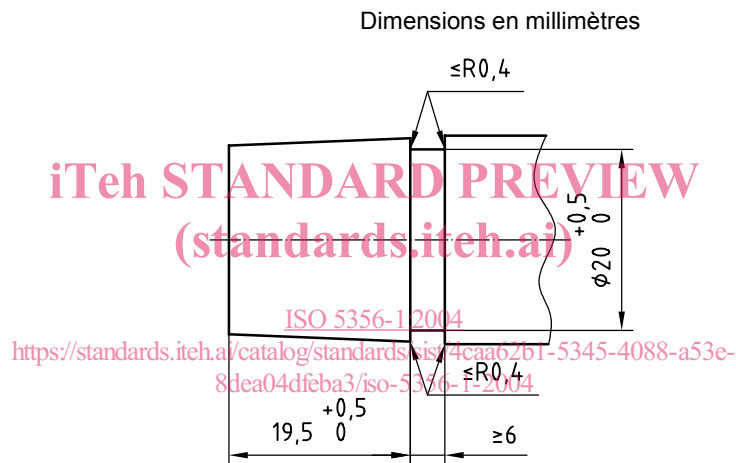 Dimensions en millimètres
≤R0,4
iTeh STANDARD PREVIEW
(standards.iteh.ai)
ϕ20 +0,5 0
ISO 5356-1:2004
https://standards.iteh.ai/catalog/standards/sist/4caa62b1-5345-4088-a53e-
8dea04dfeba3/iso-5356-1-2004
≤R0,4
19,5 +0,5 0
≥6